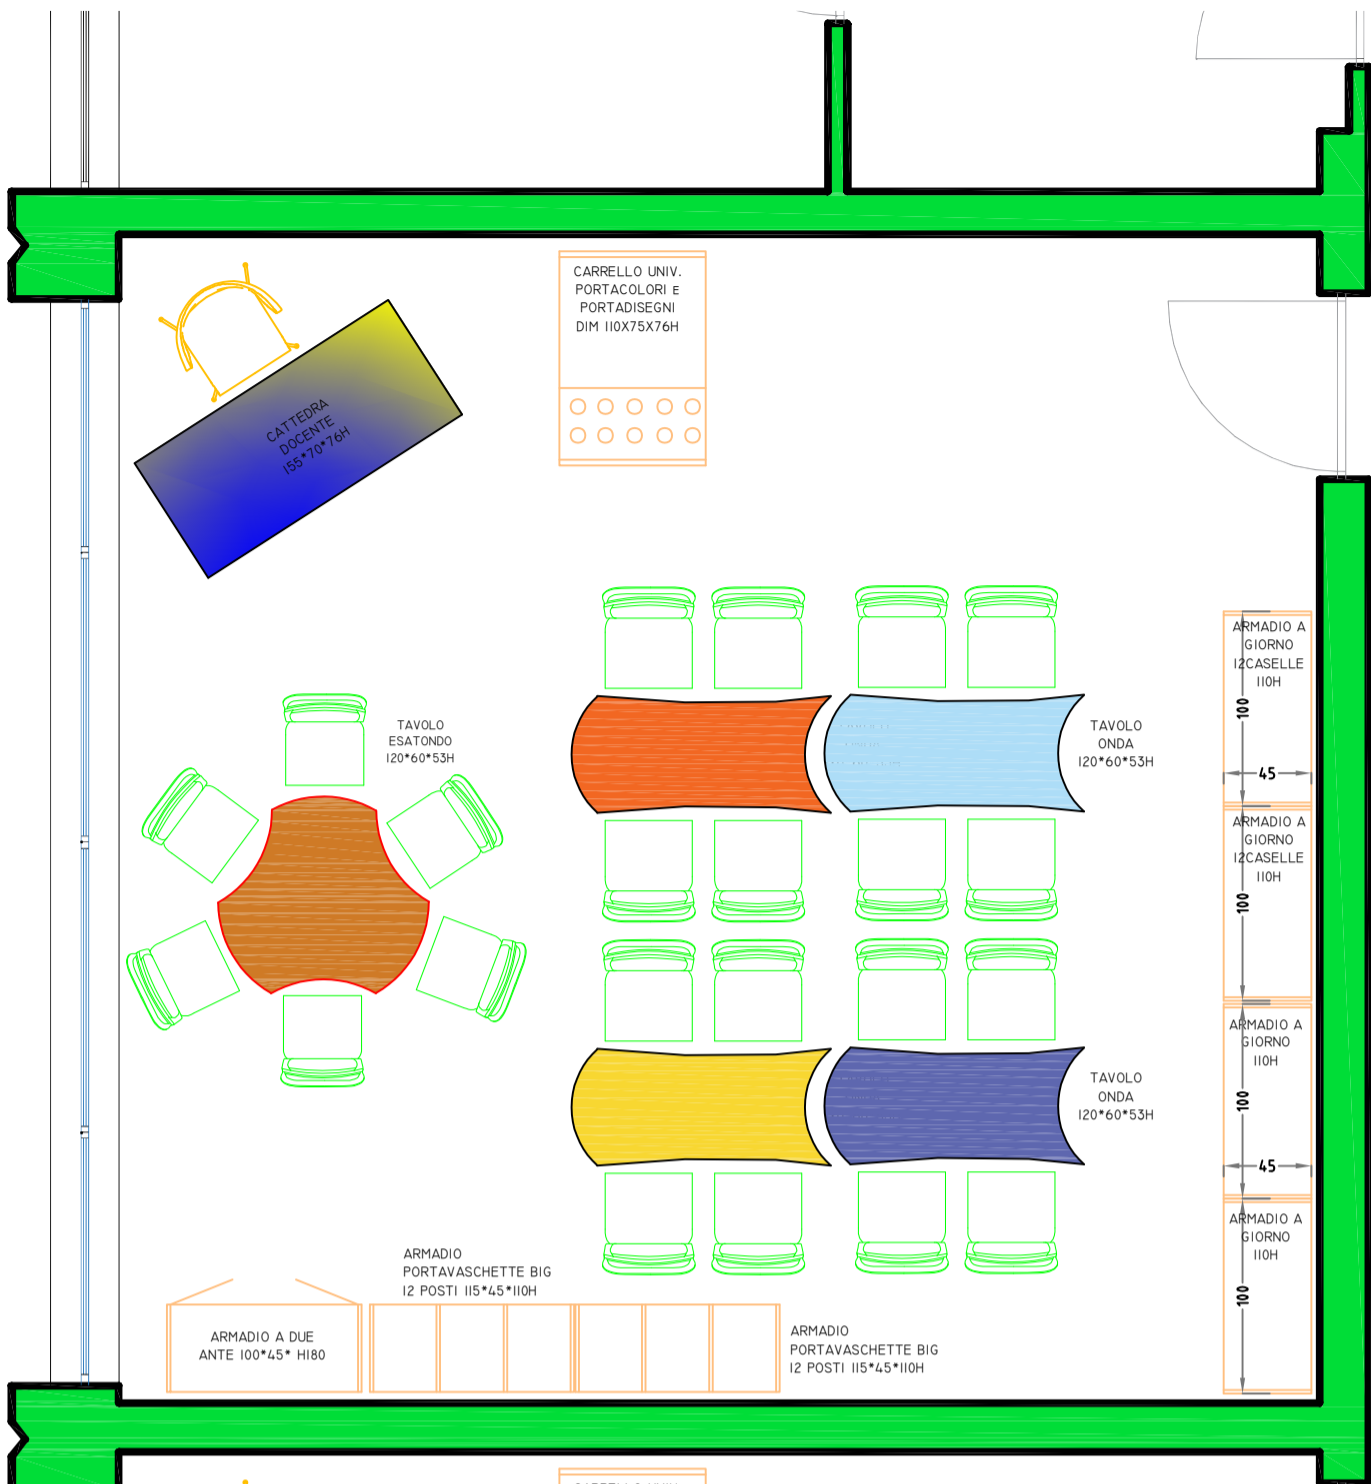 CARRELLO UNIV.
PORTACOLORI E
PORTADISEGNI
DIM 110X75X76H
CATTEDRA
DOCENTE
155*70*76H
ARMADIO A
GIORNO
12CASELLE
110H
100
45
TAVOLO
ESATONDO
120*60*53H
TAVOLO
ONDA
120*60*53H
ARMADIO A
GIORNO
12CASELLE
110H
100
ARMADIO A
GIORNO
110H
100
45
TAVOLO
ONDA
120*60*53H
ARMADIO A
GIORNO
110H
100
ARMADIO
PORTAVASCHETTE BIG
12 POSTI 115*45*110H
ARMADIO A DUE
ANTE 100*45* H180
ARMADIO
PORTAVASCHETTE BIG
12 POSTI 115*45*110H